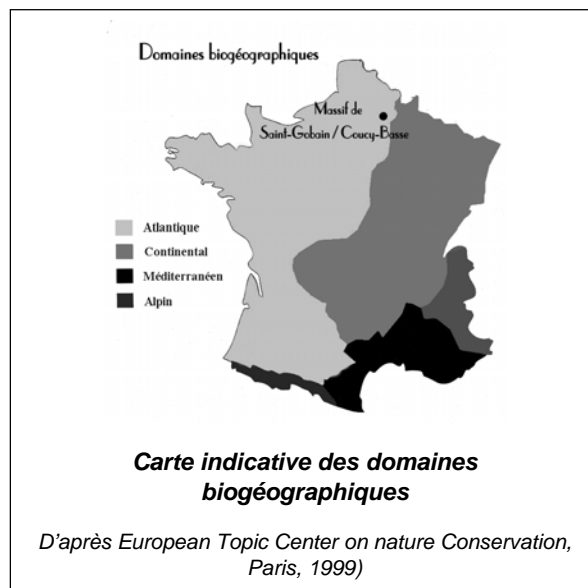 Domaines biogéographiques
Massif de
Saint-Gobain / Coucy-Basse
Atlantique
Continental
Méditerranéen
Alpin
Carte indicative des domaines
biogéographiques
D'après European Topic Center on nature Conservation,
Paris, 1999)